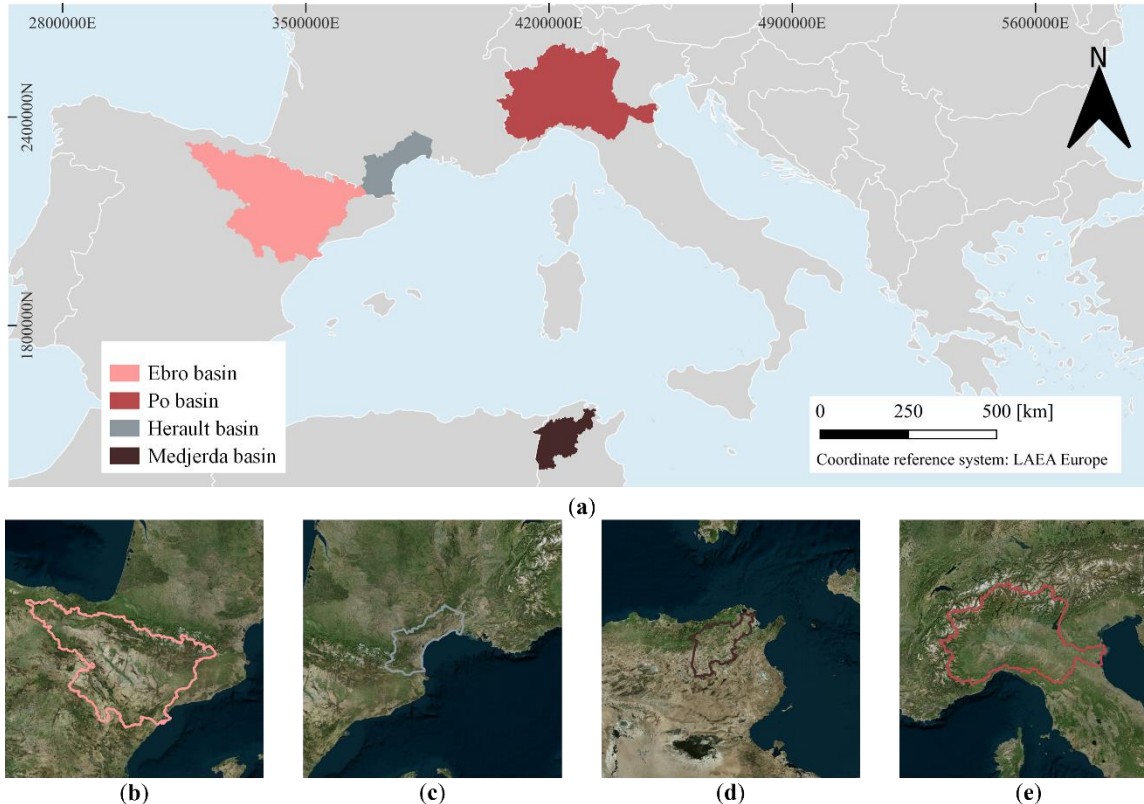 2800000E 3500000E 4200000E 4900000E 5600000E
N
2400000N
1800000N
Ebro basin
Po basin
Herault basin
Medjerda basin
0 250 500 [km]
Coordinate reference system: LAEA Europe
(a)
(b) (c) (d) (e)